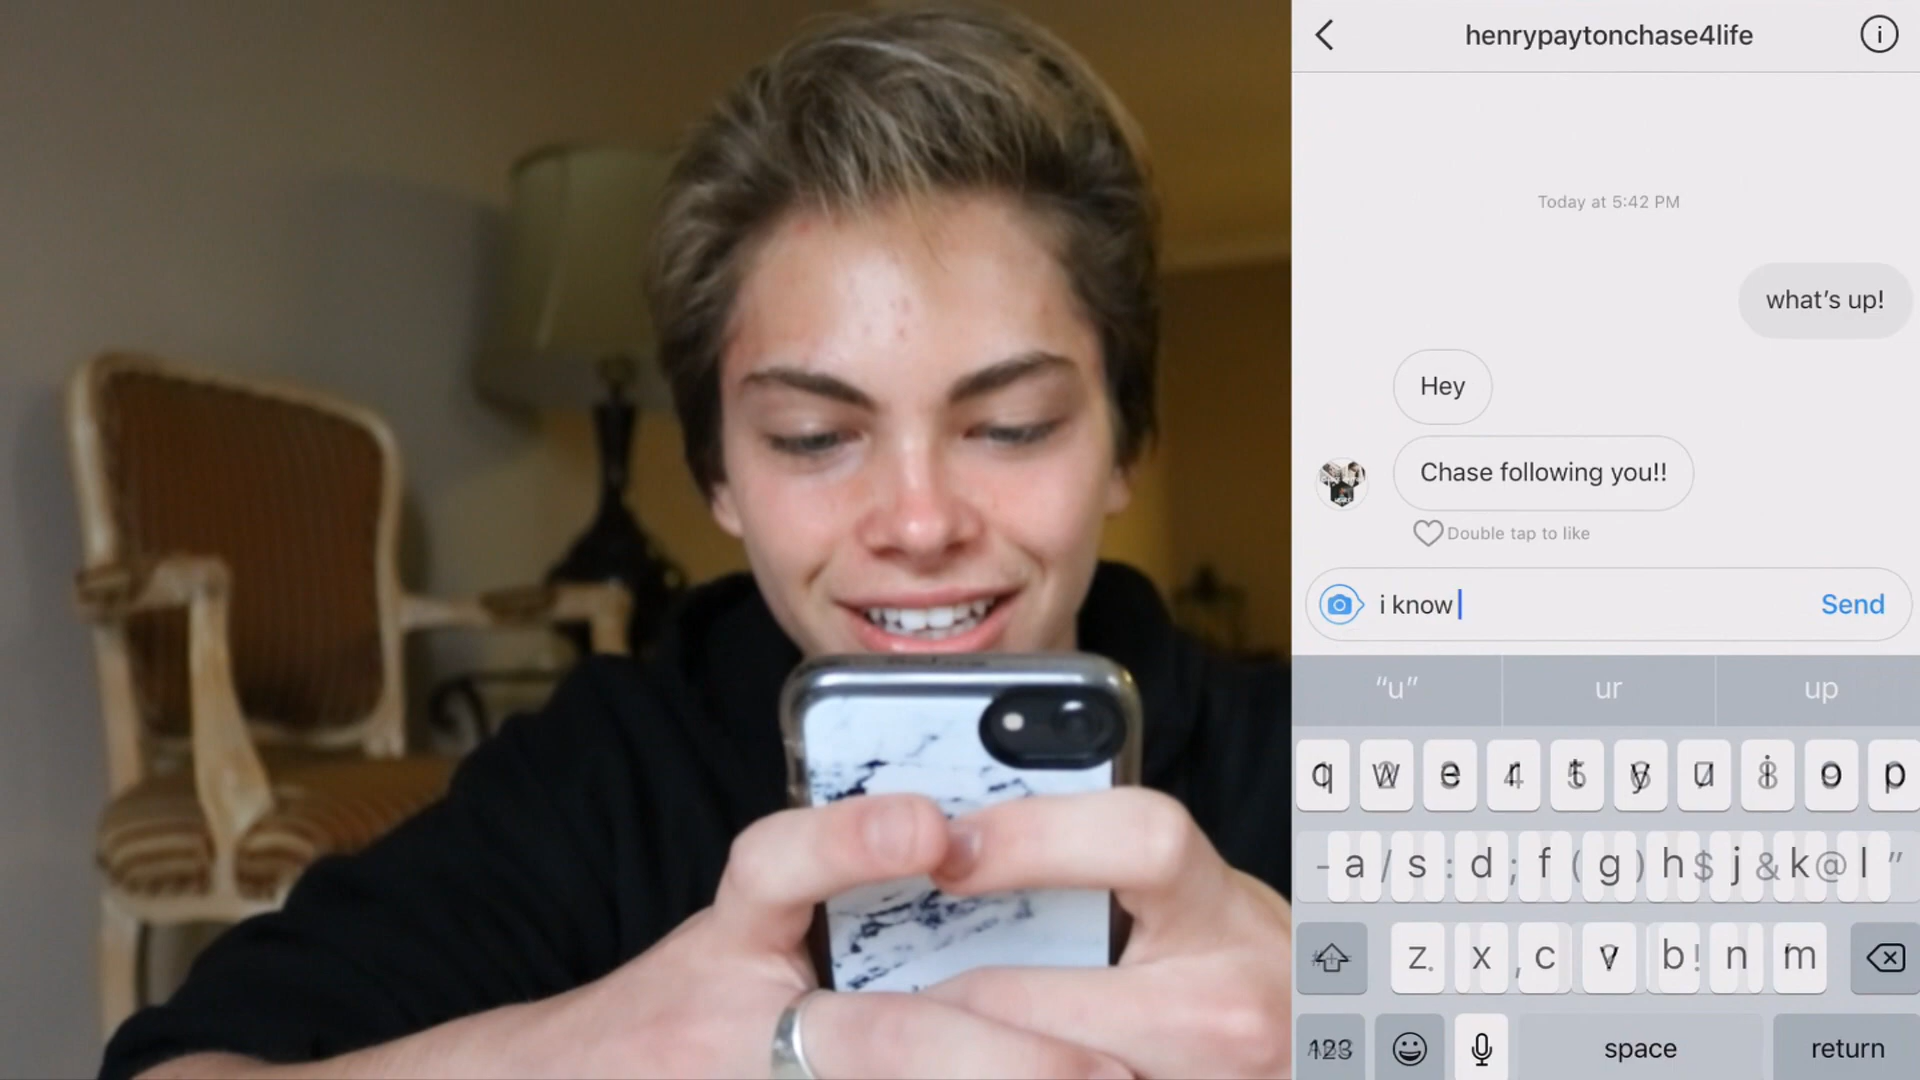 henrypaytonchase4life
Today at 5:42 PM
what’s up!
Hey
Chase following you!!
Double tap to like
i know
Send
“u” ur up
q w e r t y u i o p
- a / s : d ; f ( g ) h $ j & k @ l "
z . x , c v b ! n m
123 space return